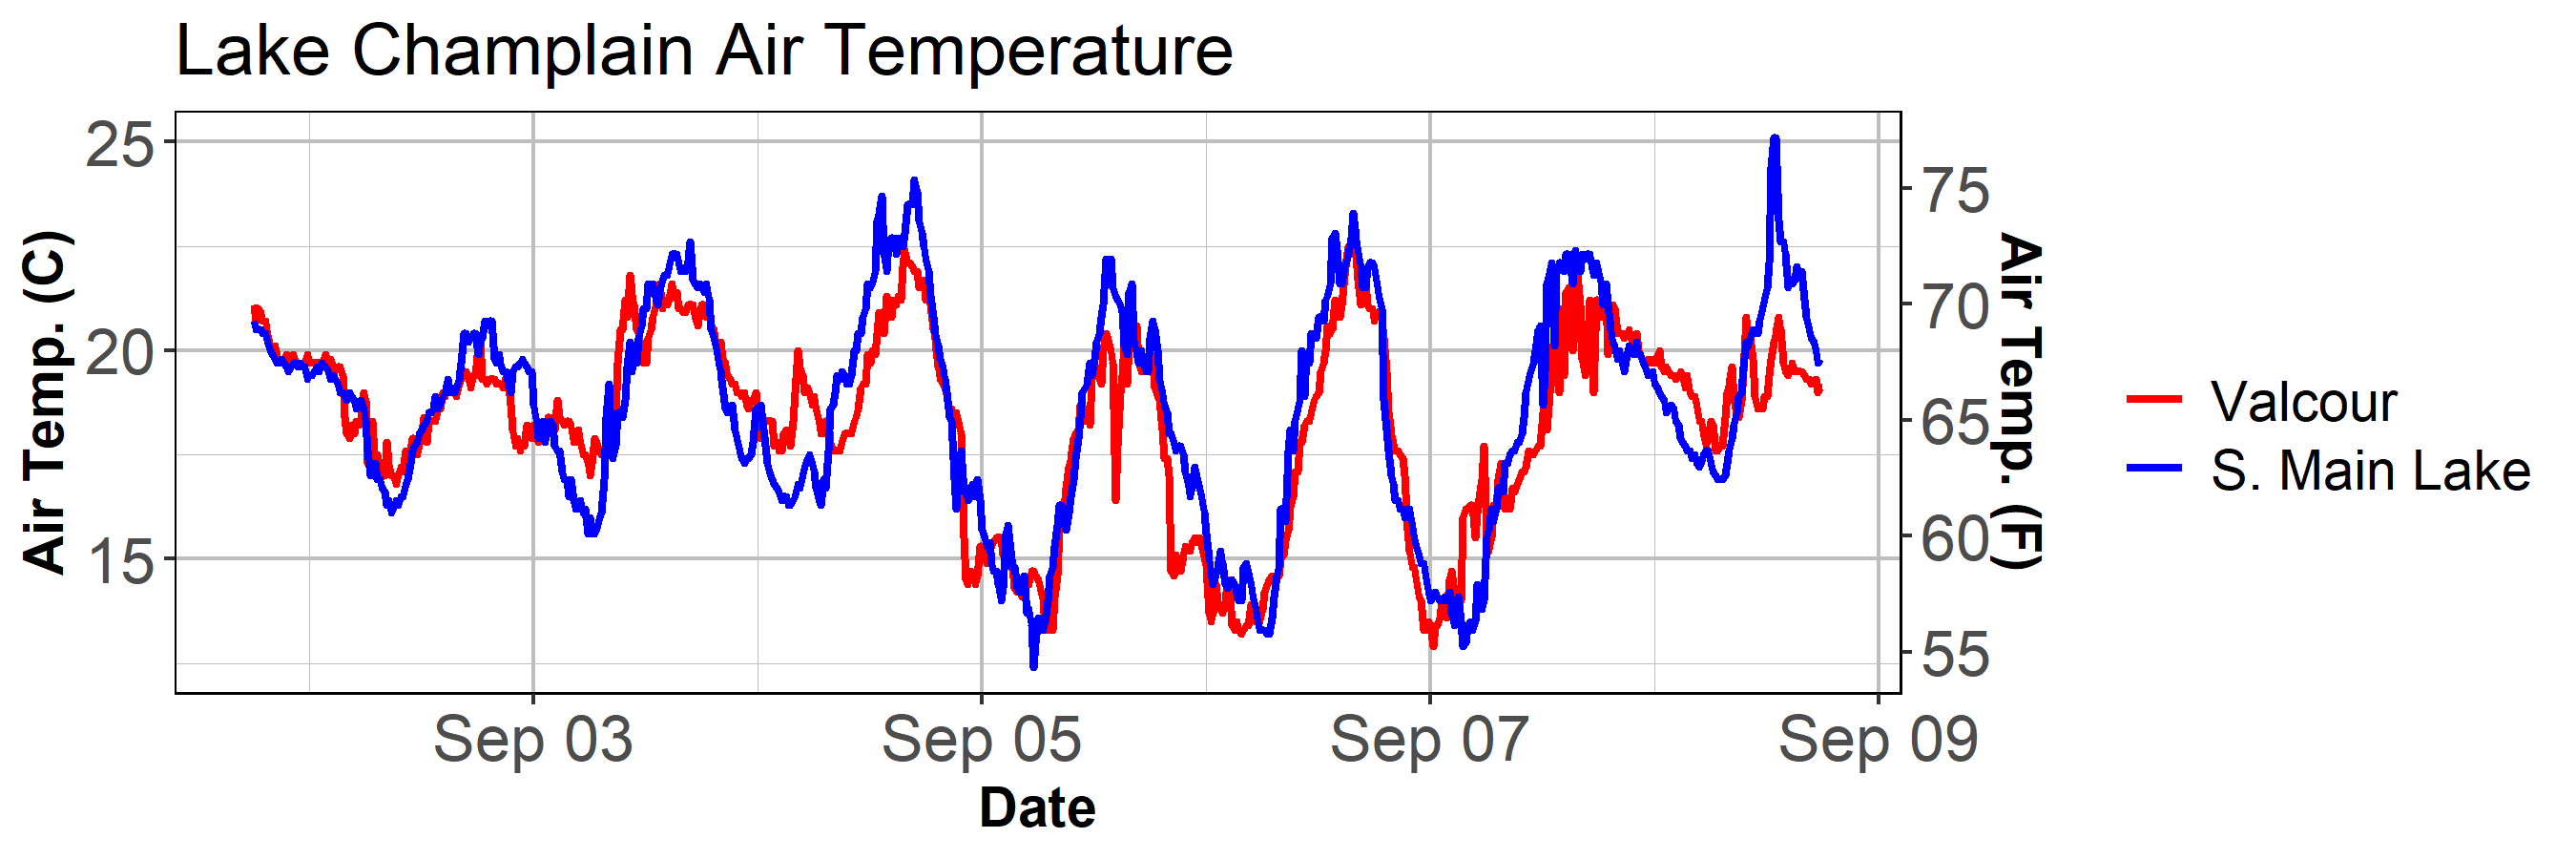 Lake Champlain Air Temperature
Air Temp. (C)
25
20
15
75
70
65
60
55
Air Temp. (F)
Sep 03 Sep 05 Sep 07 Sep 09
Date
Valcour
S. Main Lake